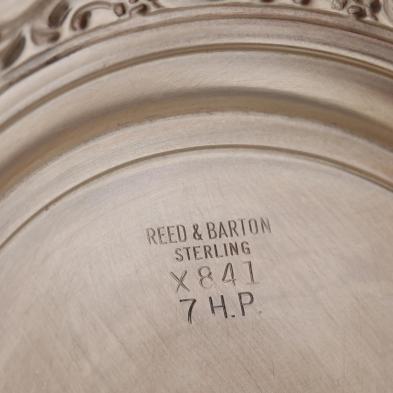 REED & BARTON
STERLING
X841
7 H.P.